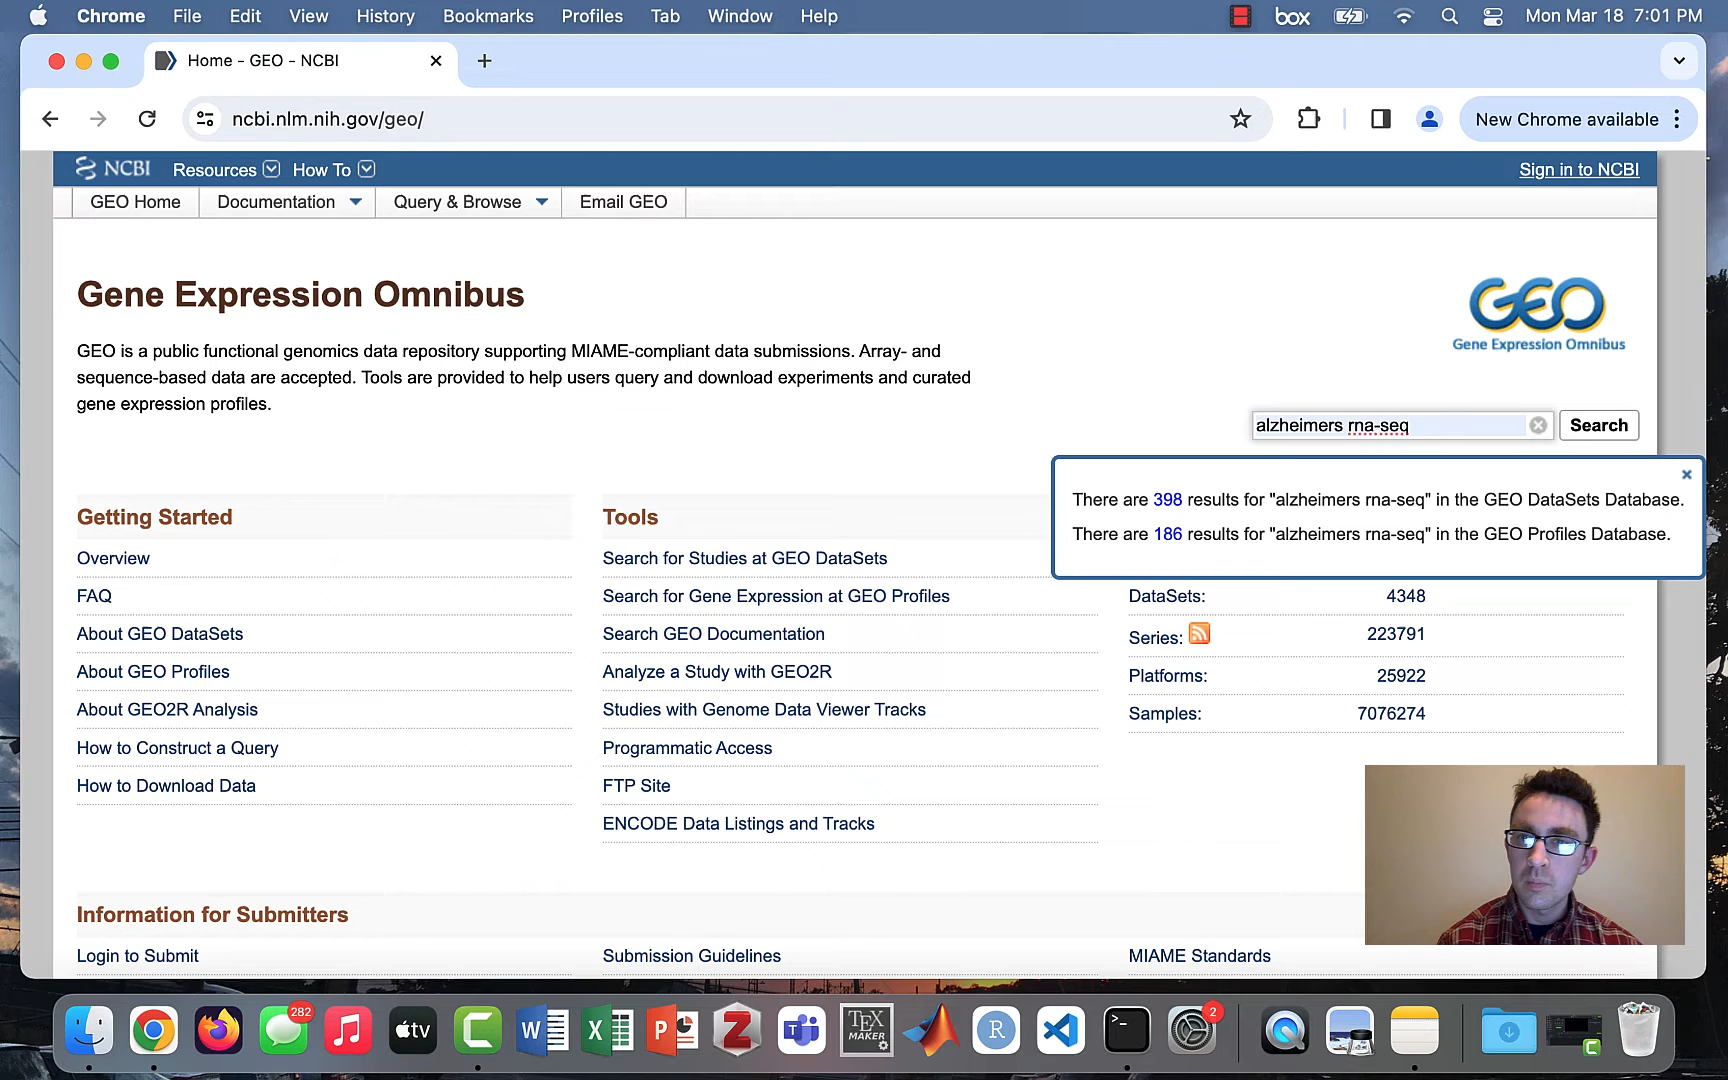 Chrome File Edit View History Bookmarks Profiles Tab Window Help box Mon Mar 18 7:01 PM
Home - GEO - NCBI
ncbi.nlm.nih.gov/geo/ New Chrome available
NCBI Resources How To Sign in to NCBI
GEO Home Documentation Query & Browse Email GEO
Gene Expression Omnibus
GEO
Gene Expression Omnibus
GEO is a public functional genomics data repository supporting MIAME-compliant data submissions. Array- and
sequence-based data are accepted. Tools are provided to help users query and download experiments and curated
gene expression profiles.
alzheimers rna-seq Search
There are 398 results for "alzheimers rna-seq" in the GEO DataSets Database.
There are 186 results for "alzheimers rna-seq" in the GEO Profiles Database.
Getting Started
Overview
FAQ
About GEO DataSets
About GEO Profiles
About GEO2R Analysis
How to Construct a Query
How to Download Data
Tools
Search for Studies at GEO DataSets
Search for Gene Expression at GEO Profiles
Search GEO Documentation
Analyze a Study with GEO2R
Studies with Genome Data Viewer Tracks
Programmatic Access
FTP Site
ENCODE Data Listings and Tracks
DataSets: 4348
Series: 223791
Platforms: 25922
Samples: 7076274
Information for Submitters
Login to Submit Submission Guidelines MIAME Standards
282
tv
W
X
P
Z
T
TEX
MAKER
R
>_
2